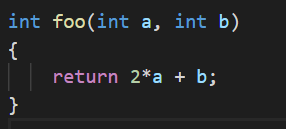 int foo(int a, int b)
{
    return 2*a + b;
}